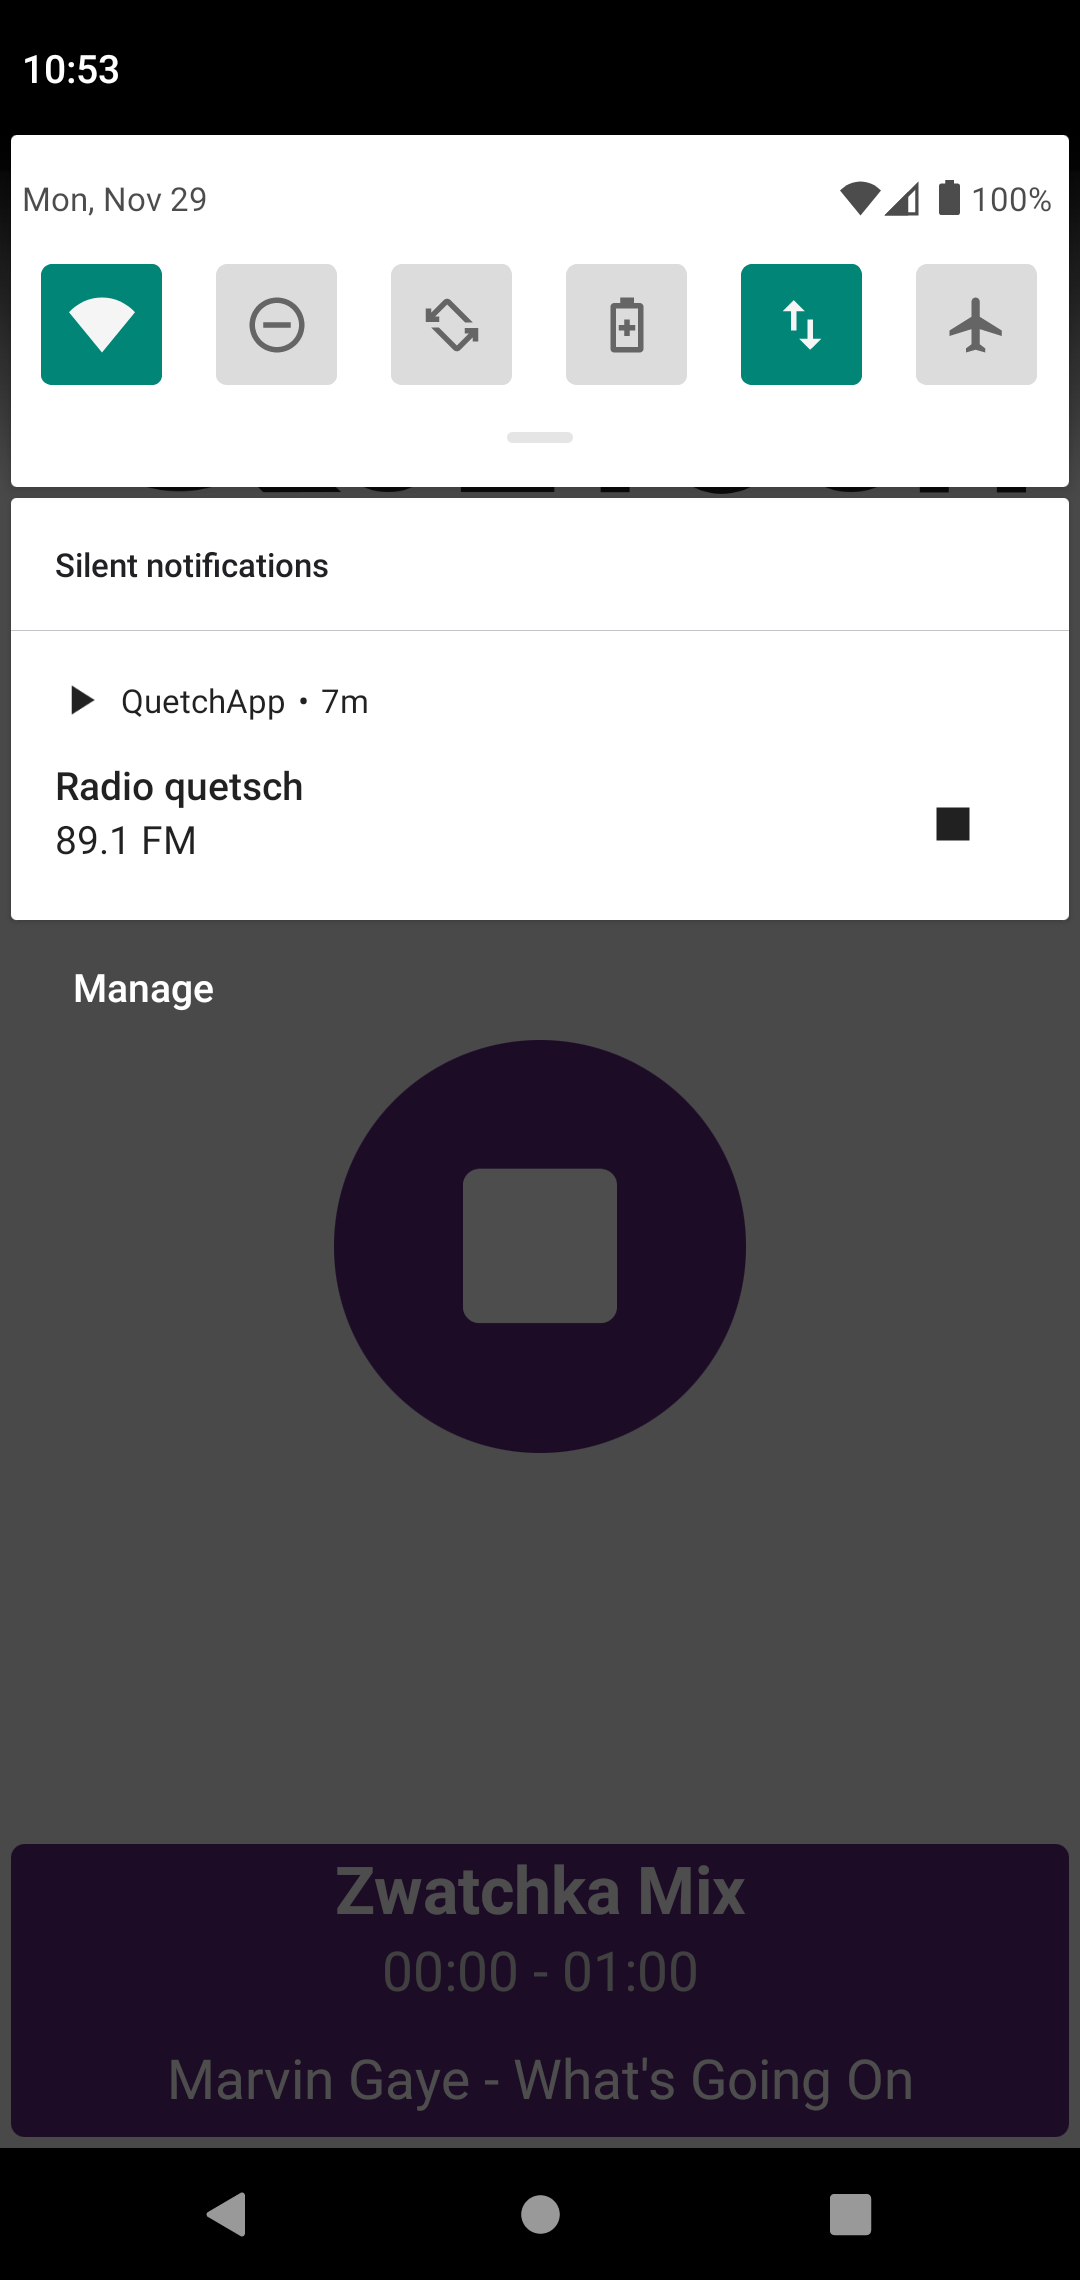 10:53
Mon, Nov 29
100%
Silent notifications
QuetchApp • 7m
Radio quetsch
89.1 FM
Manage
Zwatchka Mix
00:00 - 01:00
Marvin Gaye - What's Going On